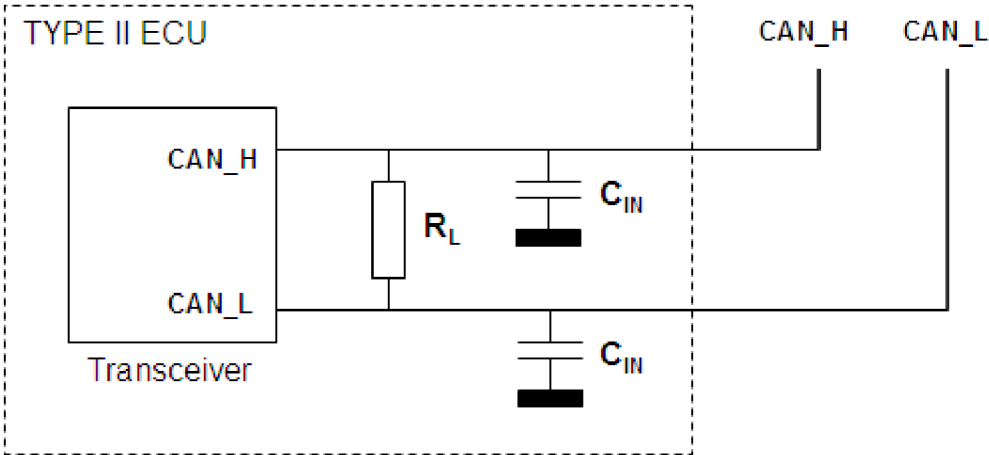 TYPE II ECU
CAN_H CAN_L
CAN_H
C_IN
R_L
CAN_L
C_IN
Transceiver